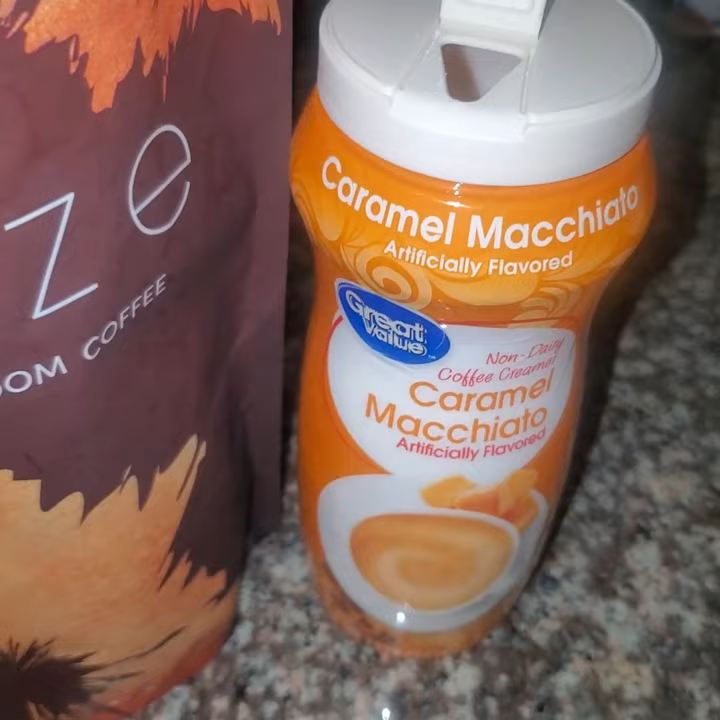 ze
OOM COFFEE
Caramel Macchiato
Artificially Flavored
Great
Value
Non-Dairy
Coffee Creamer
Caramel
Macchiato
Artificially Flavored